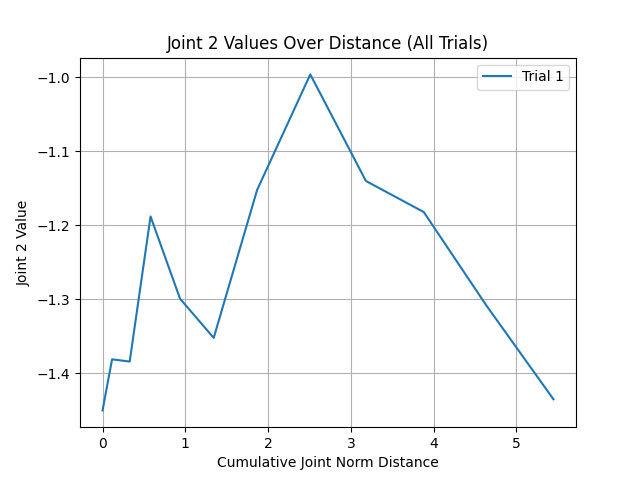 Joint 2 Values Over Distance (All Trials)
Trial 1
−1.0
−1.1
−1.2
−1.3
−1.4
Joint 2 Value
0 1 2 3 4 5
Cumulative Joint Norm Distance